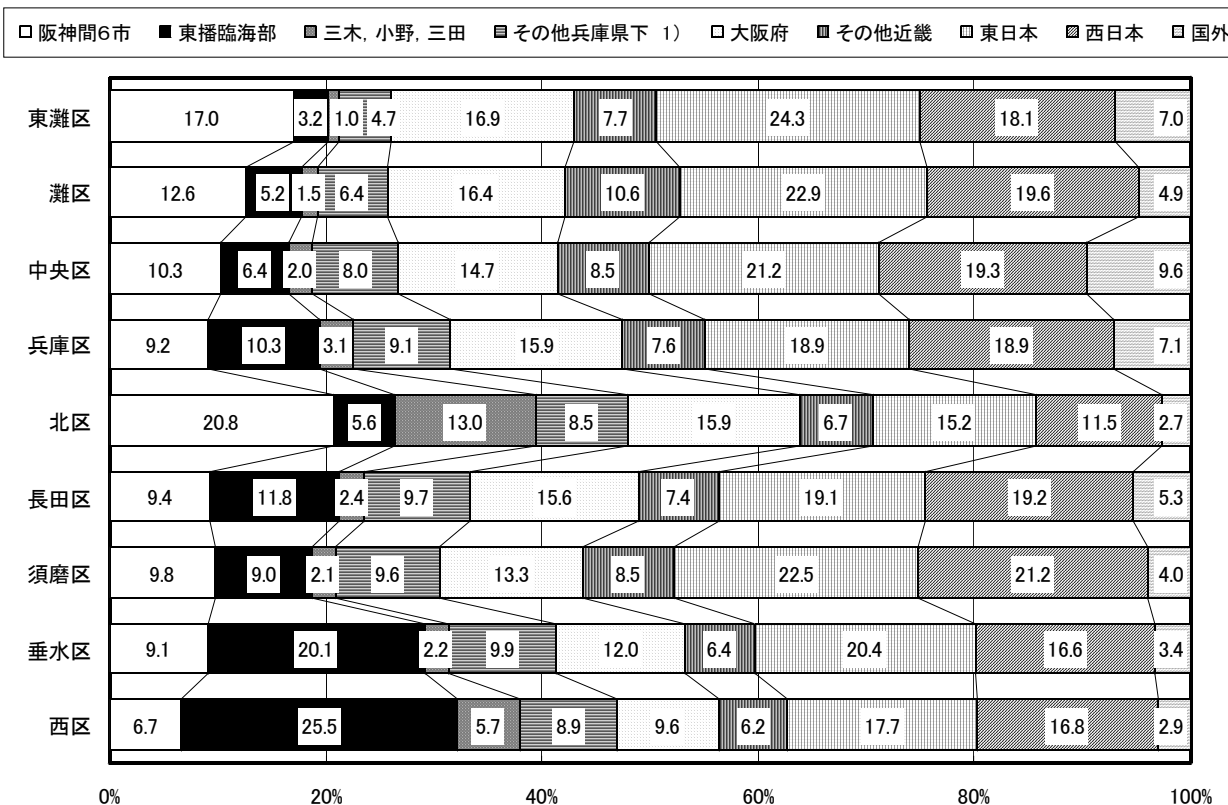 阪神間6市 東播臨海部 三木, 小野, 三田 その他兵庫県下 1) 大阪府 その他近畿 東日本 西日本 国外
東灘区 17.0 3.2 1.0 4.7 16.9 7.7 24.3 18.1 7.0
灘区 12.6 5.2 1.5 6.4 16.4 10.6 22.9 19.6 4.9
中央区 10.3 6.4 2.0 8.0 14.7 8.5 21.2 19.3 9.6
兵庫区 9.2 10.3 3.1 9.1 15.9 7.6 18.9 18.9 7.1
北区 20.8 5.6 13.0 8.5 15.9 6.7 15.2 11.5 2.7
長田区 9.4 11.8 2.4 9.7 15.6 7.4 19.1 19.2 5.3
須磨区 9.8 9.0 2.1 9.6 13.3 8.5 22.5 21.2 4.0
垂水区 9.1 20.1 2.2 9.9 12.0 6.4 20.4 16.6 3.4
西区 6.7 25.5 5.7 8.9 9.6 6.2 17.7 16.8 2.9
0% 20% 40% 60% 80% 100%